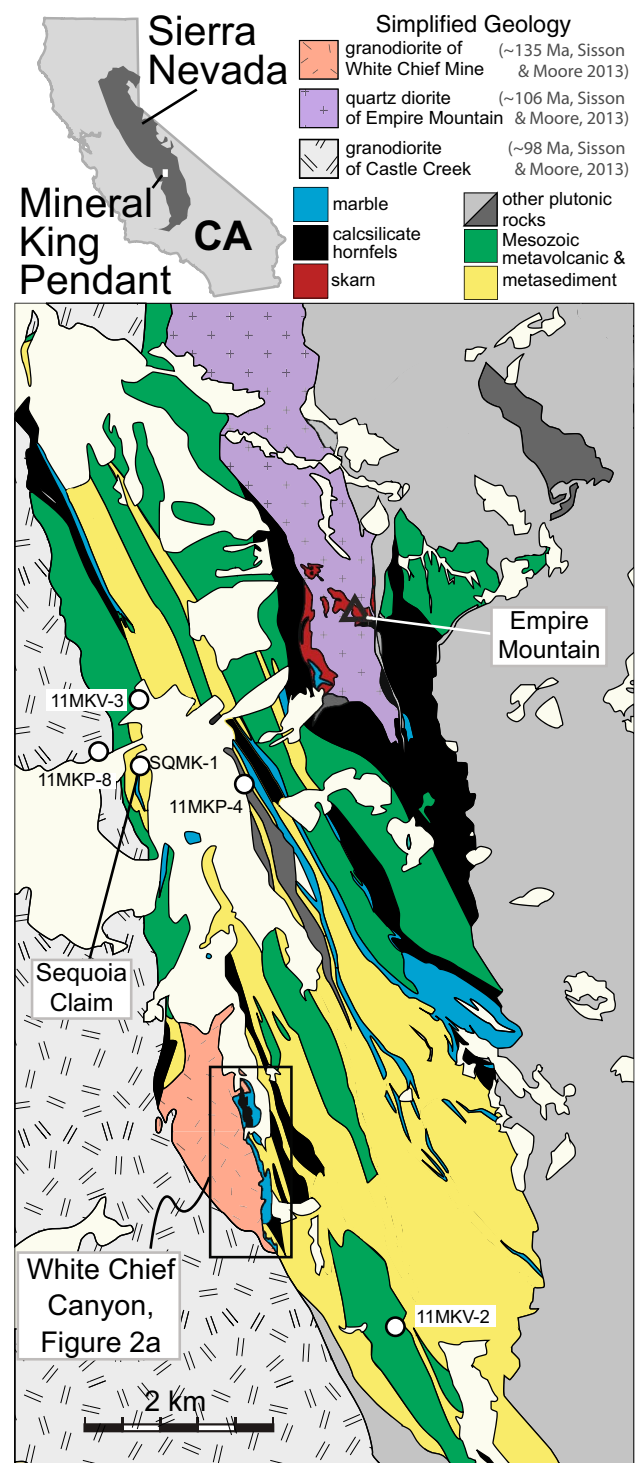 Sierra
Nevada
Mineral
King
Pendant
CA
Simplified Geology
granodiorite of
White Chief Mine
(~135 Ma, Sisson
& Moore 2013)
quartz diorite
of Empire Mountain
(~106 Ma, Sisson
& Moore, 2013)
granodiorite
of Castle Creek
(~98 Ma, Sisson
& Moore, 2013)
marble
calcsilicate
hornfels
skarn
other plutonic
rocks
Mesozoic
metavolcanic &
metasediment
Empire
Mountain
11MKV-3
11MKP-8
SQMK-1
11MKP-4
Sequoia
Claim
White Chief
Canyon,
Figure 2a
11MKV-2
2 km